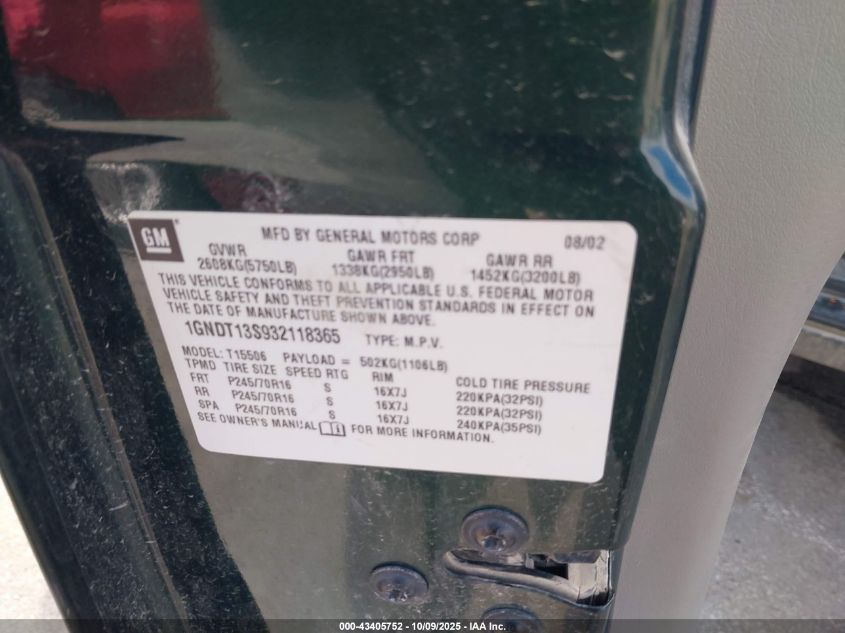 GM
MFD BY GENERAL MOTORS CORP 08/02
GVWR GAWR FRT GAWR RR
2608KG(5750LB) 1338KG(2950LB) 1452KG(3200LB)
THIS VEHICLE CONFORMS TO ALL APPLICABLE U.S. FEDERAL MOTOR
VEHICLE SAFETY AND THEFT PREVENTION STANDARDS IN EFFECT ON
THE DATE OF MANUFACTURE SHOWN ABOVE.
1GNDT13S932118365 TYPE: M.P.V.
MODEL: T15506 PAYLOAD = 502KG(1106LB)
TPMD TIRE SIZE SPEED RTG RIM COLD TIRE PRESSURE
FRT P245/70R16 S 16X7J 220KPA(32PSI)
RR P245/70R16 S 16X7J 220KPA(32PSI)
SPA P245/70R16 S 16X7J 240KPA(35PSI)
SEE OWNER'S MANUAL FOR MORE INFORMATION.
000-43405752 - 10/09/2025 - IAA Inc.